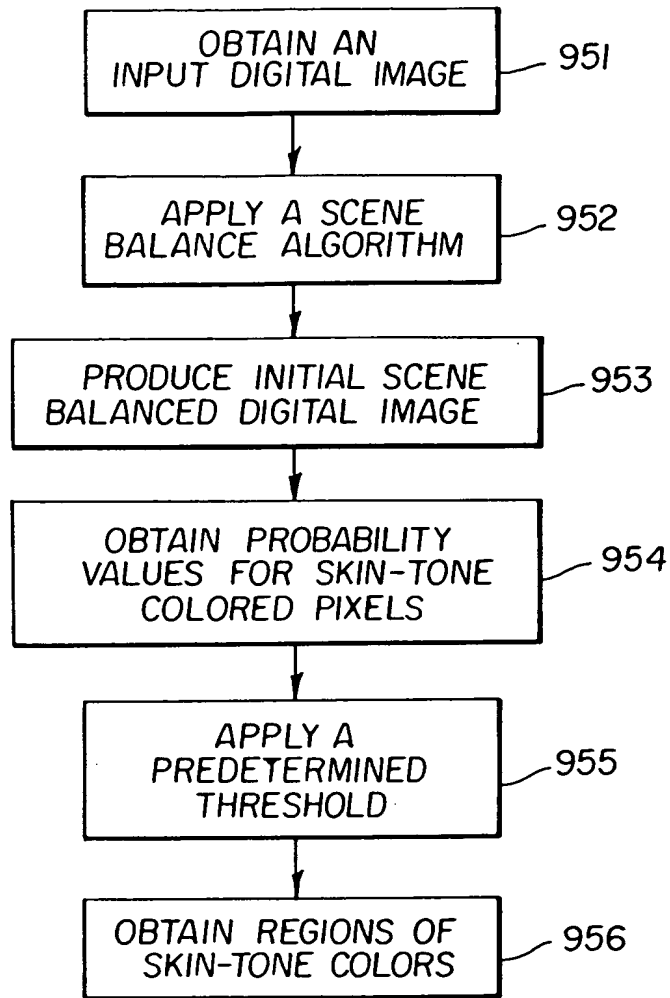 OBTAIN AN
INPUT DIGITAL IMAGE
951
APPLY A SCENE
BALANCE ALGORITHM
952
PRODUCE INITIAL SCENE
BALANCED DIGITAL IMAGE
953
OBTAIN PROBABILITY
VALUES FOR SKIN-TONE
COLORED PIXELS
954
APPLY A
PREDETERMINED
THRESHOLD
955
OBTAIN REGIONS OF
SKIN-TONE COLORS
956